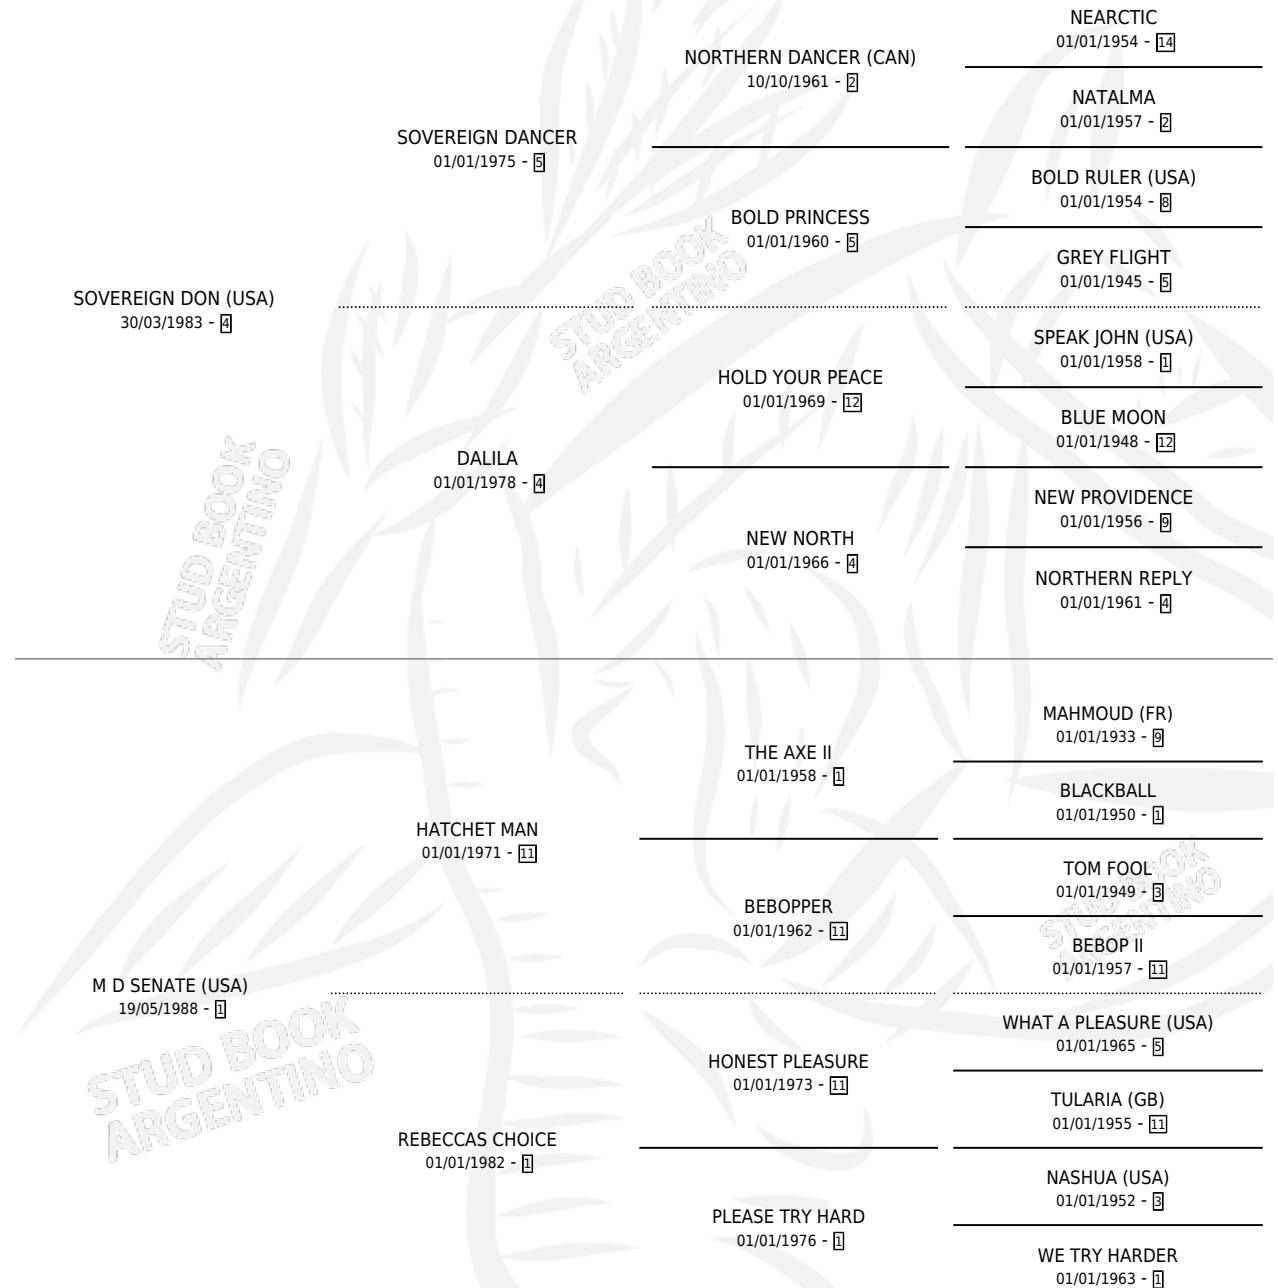 NEARCTIC
01/01/1954 - 14
NORTHERN DANCER (CAN)
10/10/1961 - 2
NATALMA
01/01/1957 - 2
SOVEREIGN DANCER
01/01/1975 - 5
BOLD RULER (USA)
01/01/1954 - 8
BOLD PRINCESS
01/01/1960 - 5
GREY FLIGHT
01/01/1945 - 5
SOVEREIGN DON (USA)
30/03/1983 - 4
SPEAK JOHN (USA)
01/01/1958 - 1
HOLD YOUR PEACE
01/01/1969 - 12
BLUE MOON
01/01/1948 - 12
DALILA
01/01/1978 - 4
NEW PROVIDENCE
01/01/1956 - 9
NEW NORTH
01/01/1966 - 4
NORTHERN REPLY
01/01/1961 - 4
MAHMOUD (FR)
01/01/1933 - 9
THE AXE II
01/01/1958 - 1
BLACKBALL
01/01/1950 - 1
HATCHET MAN
01/01/1971 - 11
TOM FOOL
01/01/1949 - 3
BEBOPPER
01/01/1962 - 11
BEBOP II
01/01/1957 - 11
M D SENATE (USA)
19/05/1988 - 1
WHAT A PLEASURE (USA)
01/01/1965 - 5
HONEST PLEASURE
01/01/1973 - 11
TULARIA (GB)
01/01/1955 - 11
REBECCAS CHOICE
01/01/1982 - 1
NASHUA (USA)
01/01/1952 - 3
PLEASE TRY HARD
01/01/1976 - 1
WE TRY HARDER
01/01/1963 - 1
STUD BOOK
ARGENTINO
STUD BOOK
ARGENTINO
STUD BOOK
ARGENTINO
STUD BOOK
ARGENTINO